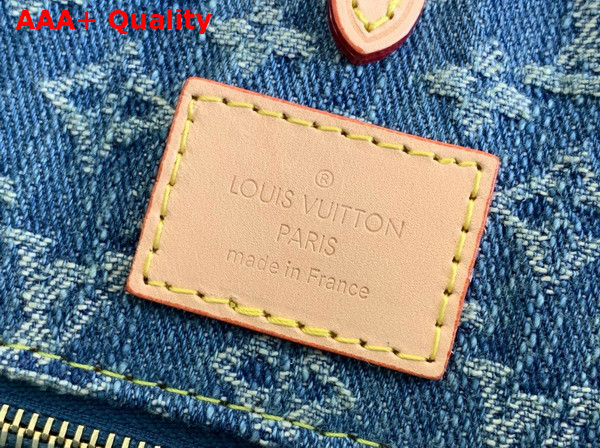 AAA+ Quality
®
LOUIS VUITTON
PARIS
made in France